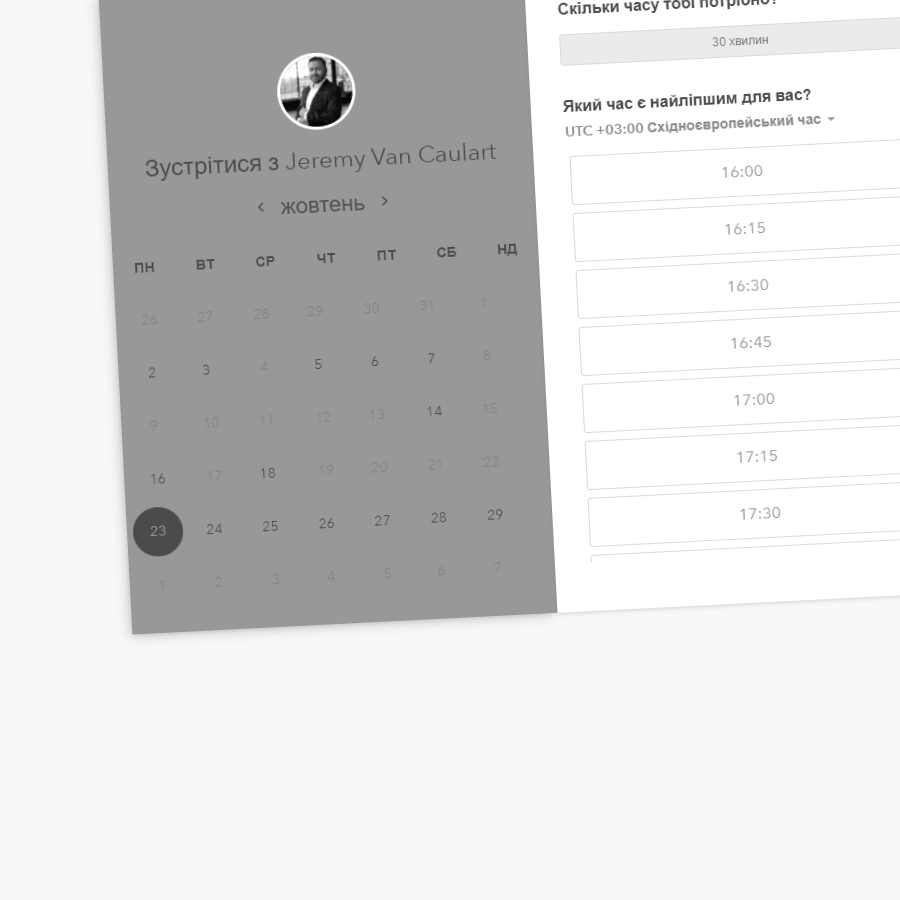 Скільки часу тобі потрібно?
30 хвилин
Який час є найліпшим для вас?
UTC +03:00 Східноєвропейський час
16:00
16:15
16:30
16:45
17:00
17:15
17:30
Зустрітися з Jeremy Van Caulart
жовтень
ПН ВТ СР ЧТ ПТ СБ НД
26 27 28 29 30 31 1
2 3 4 5 6 7 8
9 10 11 12 13 14 15
16 17 18 19 20 21 22
23 24 25 26 27 28 29
1 2 3 4 5 6 7